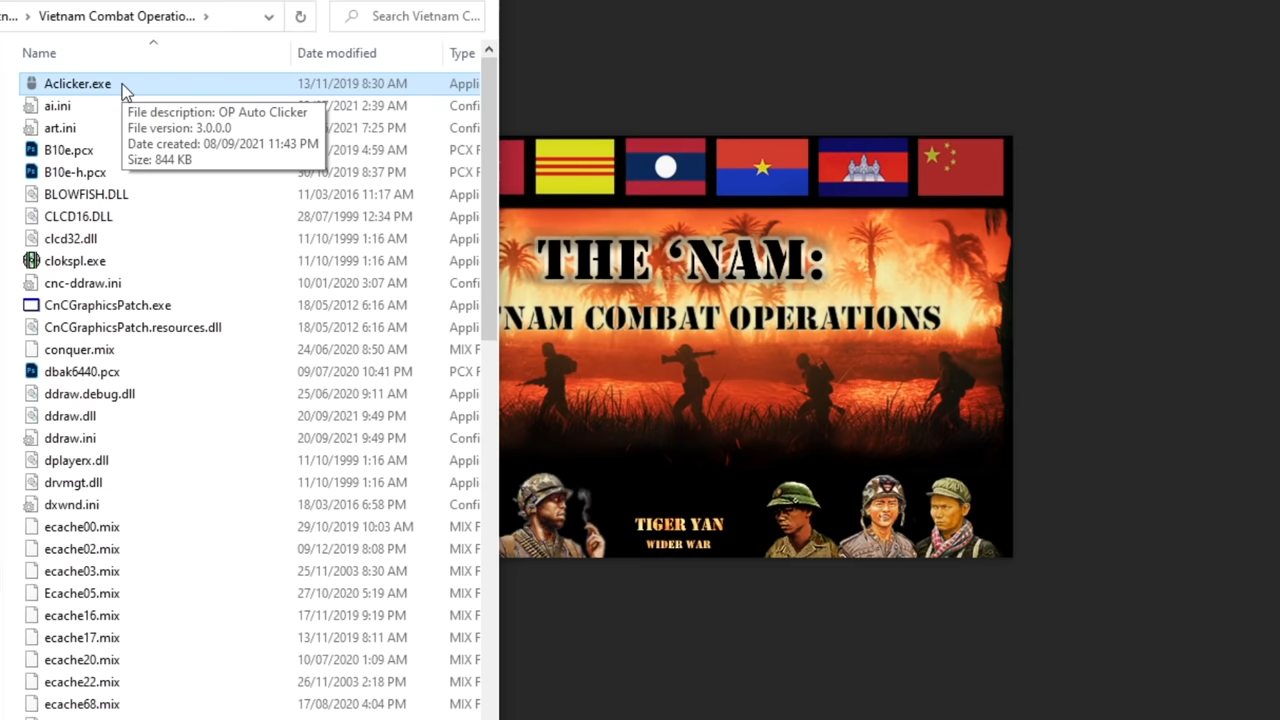 n... > Vietnam Combat Operatio... >
Search Vietnam C...
Name Date modified Type
Aclicker.exe 13/11/2019 8:30 AM Appli
ai.ini /2021 2:39 AM Confi
art.ini /2021 7:25 PM Confi
File description: OP Auto Clicker
File version: 3.0.0.0
Date created: 08/09/2021 11:43 PM
Size: 844 KB
B10e.pcx 2019 4:59 AM PCX F
B10e-h.pcx 30/10/2019 8:37 PM PCX F
BLOWFISH.DLL 11/03/2016 11:17 AM Appli
CLCD16.DLL 28/07/1999 12:34 PM Appli
clcd32.dll 11/10/1999 1:16 AM Appli
clokspl.exe 11/10/1999 1:16 AM Appli
cnc-ddraw.ini 10/01/2020 3:07 AM Confi
CnCGraphicsPatch.exe 18/05/2012 6:16 AM Appli
CnCGraphicsPatch.resources.dll 18/05/2012 6:16 AM Appli
conquer.mix 24/06/2020 8:50 AM MIX F
dbak6440.pcx 09/07/2020 10:41 PM PCX F
ddraw.debug.dll 25/06/2020 9:11 AM Appli
ddraw.dll 20/09/2021 9:49 PM Appli
ddraw.ini 20/09/2021 9:49 PM Confi
dplayerx.dll 11/10/1999 1:16 AM Appli
drvmgt.dll 11/10/1999 1:16 AM Appli
dxwnd.ini 18/03/2016 6:58 PM Confi
ecache00.mix 29/10/2019 10:03 AM MIX F
ecache02.mix 09/12/2019 8:08 PM MIX F
ecache03.mix 25/11/2003 8:30 AM MIX F
Ecache05.mix 27/10/2020 5:19 AM MIX F
ecache16.mix 17/11/2019 9:19 PM MIX F
ecache17.mix 13/11/2019 8:11 AM MIX F
ecache20.mix 10/07/2020 1:09 AM MIX F
ecache22.mix 26/11/2003 2:18 PM MIX F
ecache68.mix 17/08/2020 4:04 PM MIX F
THE ‘NAM:
NAM COMBAT OPERATIONS
TIGER YAN
WIDER WAR